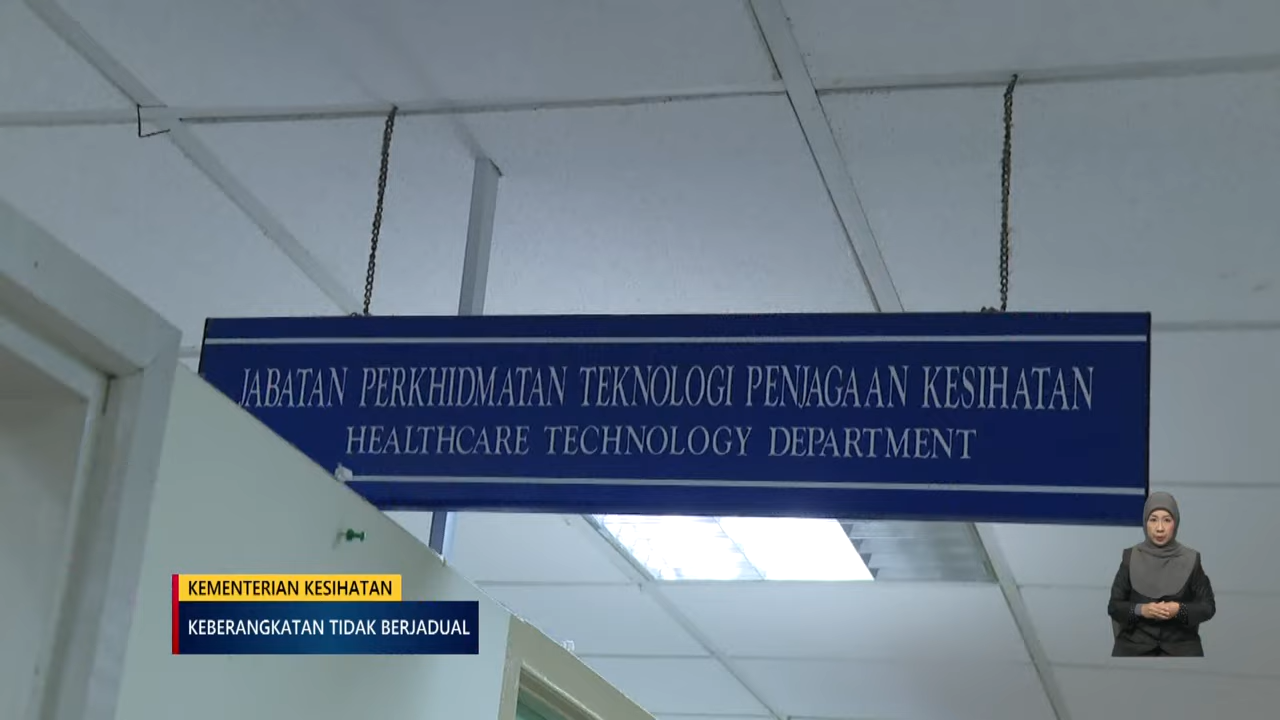 JABATAN PERKHIDMATAN TEKNOLOGI PENJAGAAN KESIHATAN
HEALTHCARE TECHNOLOGY DEPARTMENT
KEMENTERIAN KESIHATAN
KEBERANGKATAN TIDAK BERJADUAL